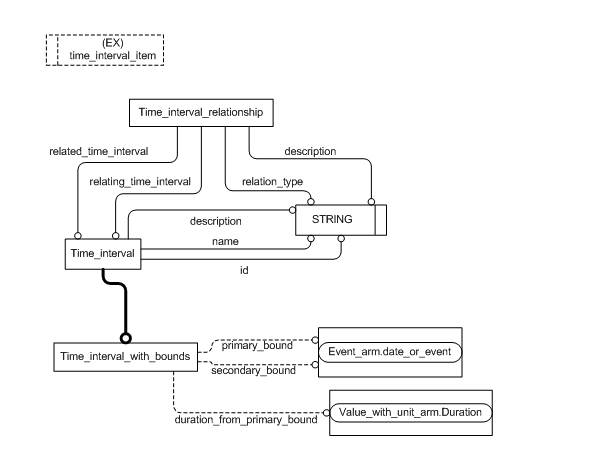 (EX)
time_interval_item
Time_interval_relationship
related_time_interval
description
relating_time_interval
relation_type
description
STRING
name
Time_interval
id
primary_bound
Event_arm.date_or_event
Time_interval_with_bounds
secondary_bound
Value_with_unit_arm.Duration
duration_from_primary_bound